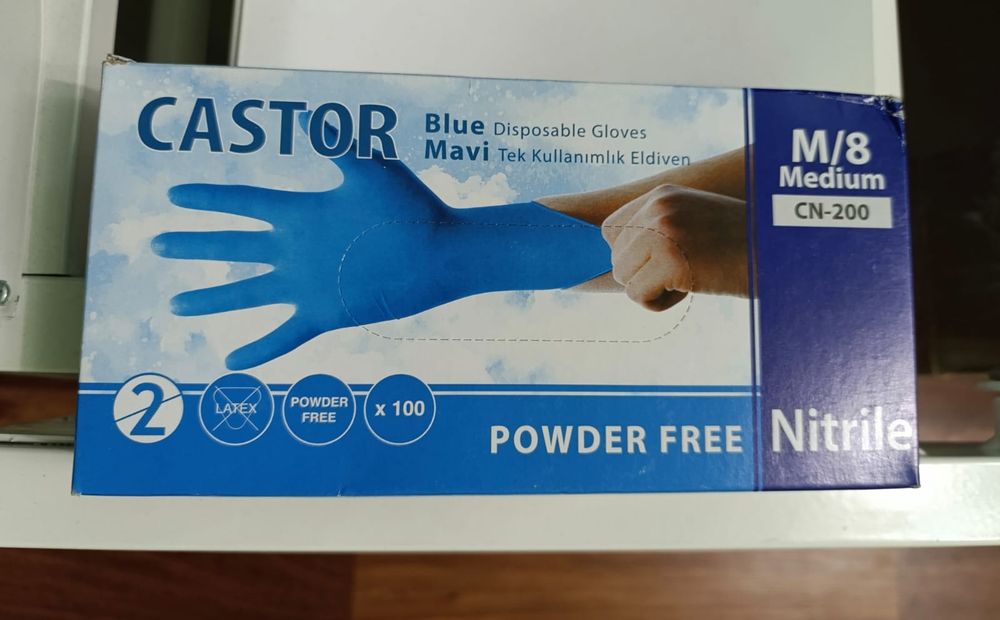 CASTOR
Blue Disposable Gloves
Mavi Tek Kullanımlık Eldiven
M/8
Medium
CN-200
2
LATEX
POWDER
FREE
x 100
POWDER FREE
Nitrile